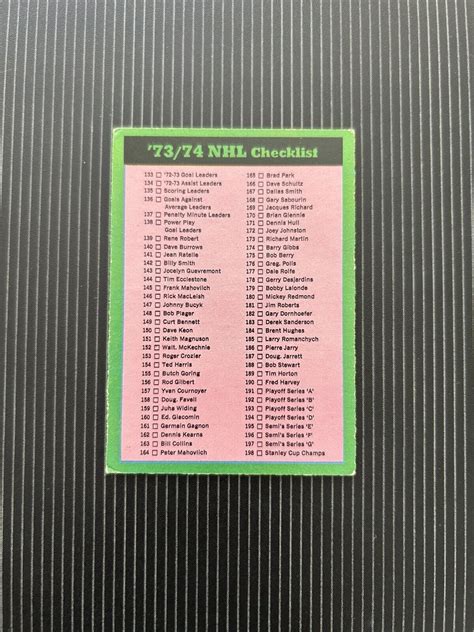 '73/74 NHL Checklist
133 '72-73 Goal Leaders
134 '72-73 Assist Leaders
135 Scoring Leaders
136 Goals Against
Average Leaders
137 Penalty Minute Leaders
138 Power Play
Goal Leaders
139 Rene Robert
140 Dave Burrows
141 Jean Ratelle
142 Billy Smith
143 Jocelyn Guevremont
144 Tim Ecclestone
145 Frank Mahovlich
146 Rick MacLeish
147 Johnny Bucyk
148 Bob Plager
149 Curt Bennett
150 Dave Keon
151 Keith Magnuson
152 Walt. McKechnie
153 Roger Crozier
154 Ted Harris
155 Butch Goring
156 Rod Gilbert
157 Yvan Cournoyer
158 Doug. Favell
159 Juha Widing
160 Ed. Giacomin
161 Germain Gagnon
162 Dennis Kearns
163 Bill Collins
164 Peter Mahovlich
165 Brad Park
166 Dave Schultz
167 Dallas Smith
168 Gary Sabourin
169 Jacques Richard
170 Brian Glennie
171 Dennis Hull
172 Joey Johnston
173 Richard Martin
174 Barry Gibbs
175 Bob Berry
176 Greg. Polis
177 Dale Rolfe
178 Gerry Desjardins
179 Bobby Lalonde
180 Mickey Redmond
181 Jim Roberts
182 Gary Dornhoefer
183 Derek Sanderson
184 Brent Hughes
185 Larry Romanchych
186 Pierre Jarry
187 Doug. Jarrett
188 Bob Stewart
189 Tim Horton
190 Fred Harvey
191 Playoff Series 'A'
192 Playoff Series 'B'
193 Playoff Series 'C'
194 Playoff Series 'D'
195 Semi's Series 'E'
196 Semi's Series 'F'
197 Semi's Series 'G'
198 Stanley Cup Champs